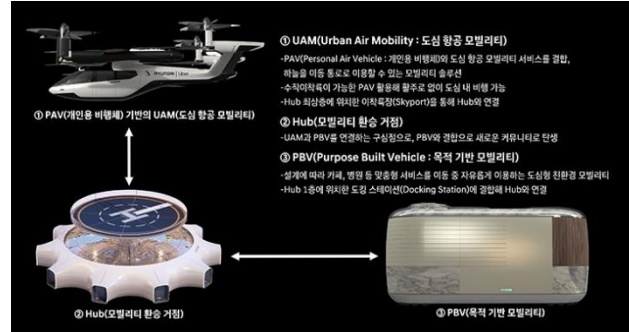 HYUNDAI | Uber
① PAV(개인용 비행체) 기반의 UAM(도심 항공 모빌리티)
① UAM(Urban Air Mobility : 도심 항공 모빌리티)
-PAV(Personal Air Vehicle : 개인용 비행체)와 도심 항공 모빌리티 서비스를 결합,
하늘을 이동 통로로 이용할 수 있는 모빌리티 솔루션
-수직이착륙이 가능한 PAV 활용해 활주로 없이 도심 내 비행 가능
-Hub 최상층에 위치한 이착륙장(Skyport)을 통해 Hub와 연결
② Hub(모빌리티 환승 거점)
-UAM과 PBV를 연결하는 구심점으로, PBV와 결합으로 새로운 커뮤니티로 탄생
③ PBV(Purpose Built Vehicle : 목적 기반 모빌리티)
-설계에 따라 카페, 병원 등 맞춤형 서비스를 이동 중 자유롭게 이용하는 도심형 친환경 모빌리티
-Hub 1층에 위치한 도킹 스테이션(Docking Station)에 결합해 Hub와 연결
H
② Hub(모빌리티 환승 거점)
③ PBV(목적 기반 모빌리티)